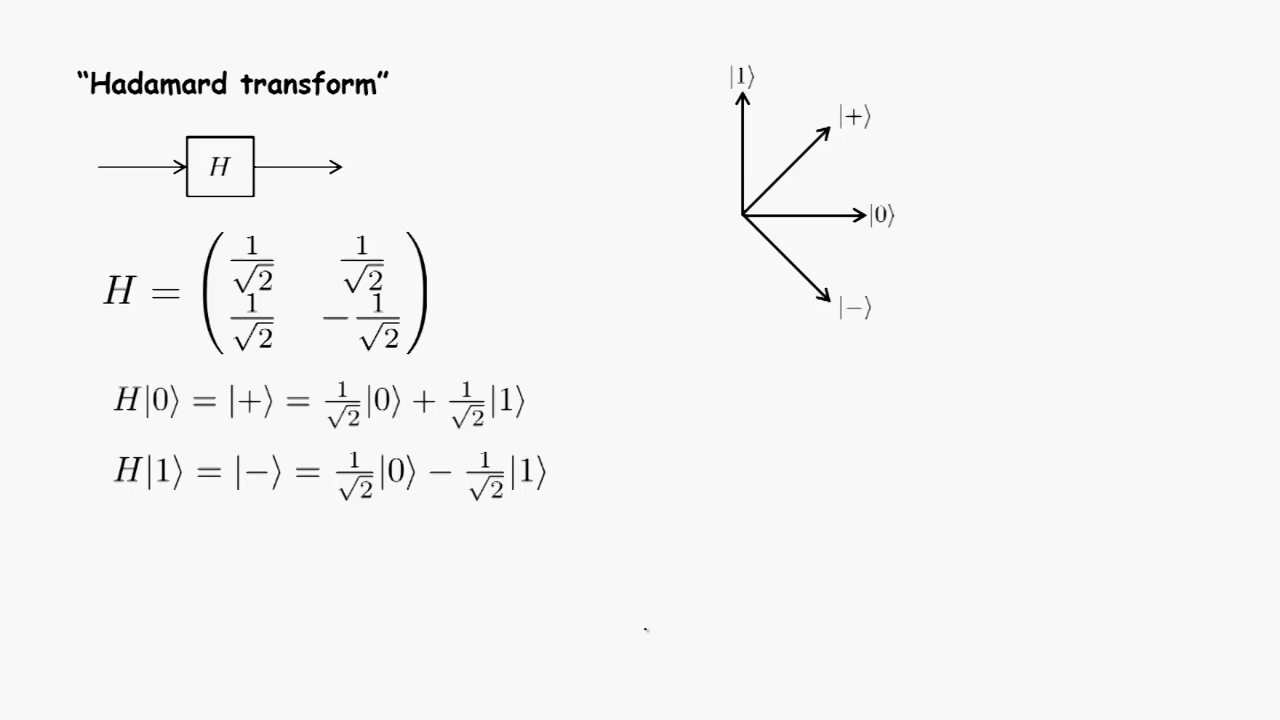 “Hadamard transform”
H
H = ( 1/√2 1/√2
1/√2 −1/√2 )
H|0⟩ = |+⟩ = 1/√2|0⟩ + 1/√2|1⟩
H|1⟩ = |−⟩ = 1/√2|0⟩ − 1/√2|1⟩
|1⟩
|+⟩
|0⟩
|−⟩